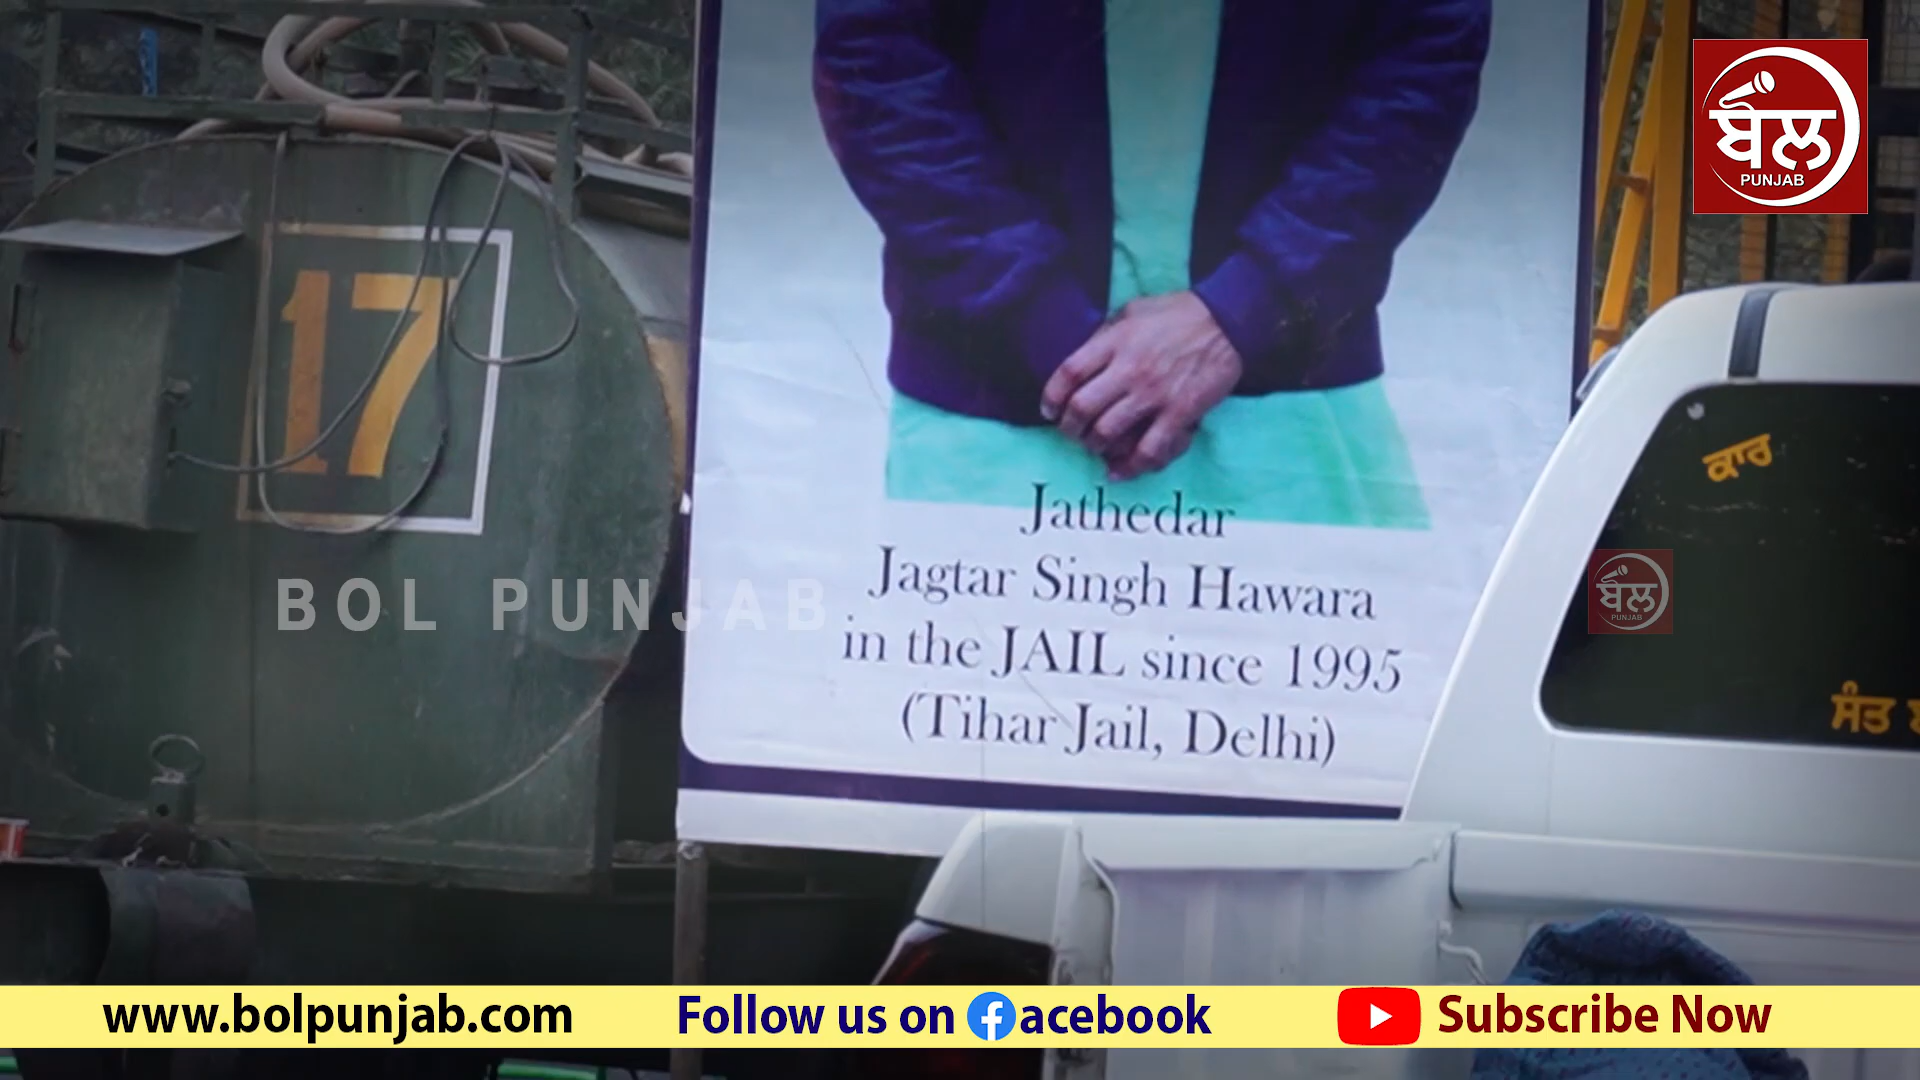 ਬੋਲ
PUNJAB
17
Jathedar
Jagtar Singh Hawara
in the JAIL since 1995
(Tihar Jail, Delhi)
ਕਾਰ
ਸੰਤ
BOL PUNJAB
ਬੋਲ
PUNJAB
www.bolpunjab.com
Follow us on facebook
Subscribe Now